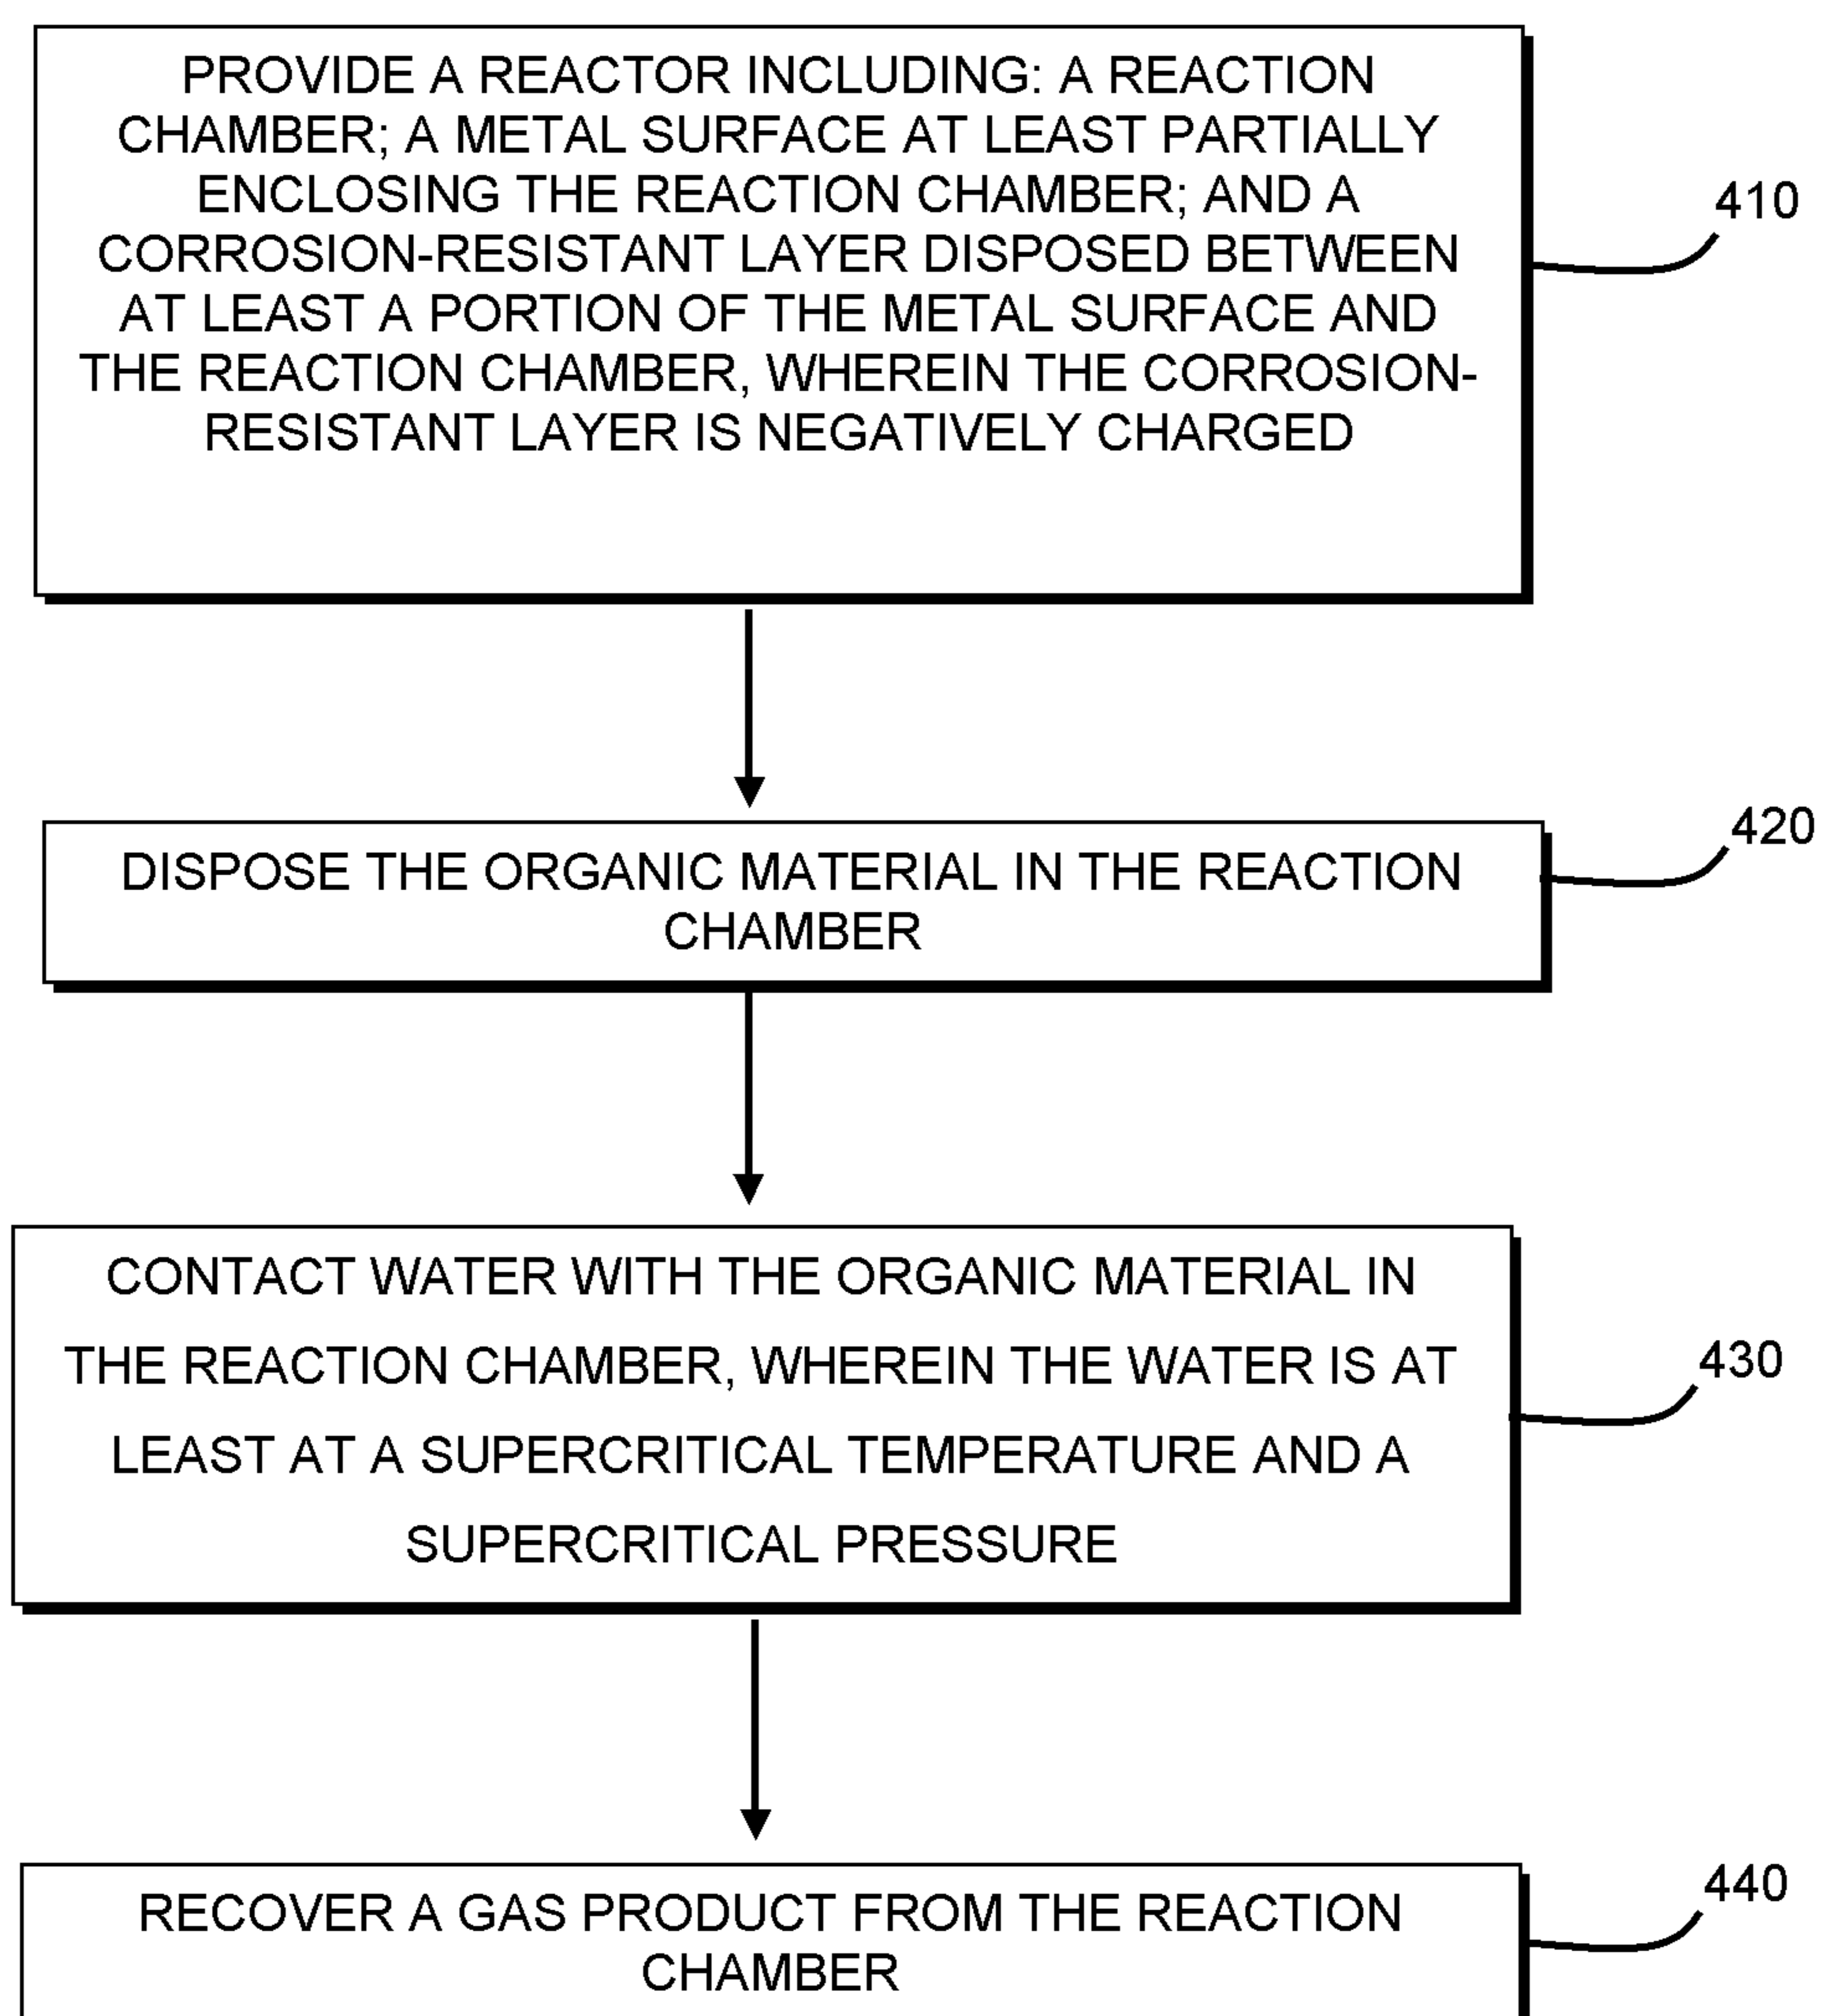 PROVIDE A REACTOR INCLUDING: A REACTION
CHAMBER; A METAL SURFACE AT LEAST PARTIALLY
ENCLOSING THE REACTION CHAMBER; AND A
CORROSION-RESISTANT LAYER DISPOSED BETWEEN
AT LEAST A PORTION OF THE METAL SURFACE AND
THE REACTION CHAMBER, WHEREIN THE CORROSION-
RESISTANT LAYER IS NEGATIVELY CHARGED
410
DISPOSE THE ORGANIC MATERIAL IN THE REACTION
CHAMBER
420
CONTACT WATER WITH THE ORGANIC MATERIAL IN
THE REACTION CHAMBER, WHEREIN THE WATER IS AT
LEAST AT A SUPERCRITICAL TEMPERATURE AND A
SUPERCRITICAL PRESSURE
430
RECOVER A GAS PRODUCT FROM THE REACTION
CHAMBER
440